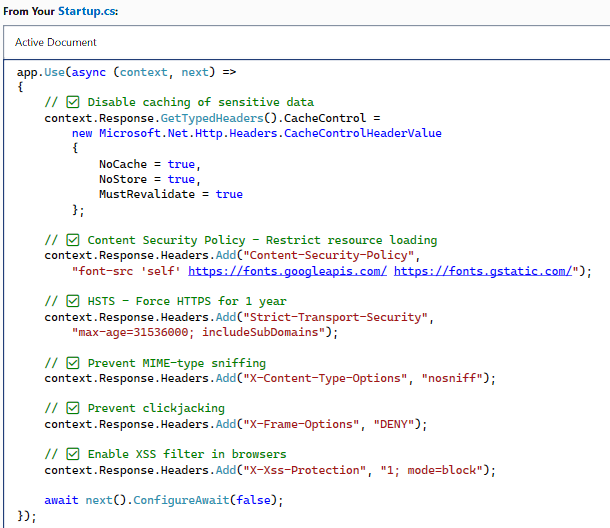 From Your Startup.cs:
Active Document
app.Use(async (context, next) =>
{
    // ✅ Disable caching of sensitive data
    context.Response.GetTypedHeaders().CacheControl =
        new Microsoft.Net.Http.Headers.CacheControlHeaderValue
        {
            NoCache = true,
            NoStore = true,
            MustRevalidate = true
        };
    // ✅ Content Security Policy - Restrict resource loading
    context.Response.Headers.Add("Content-Security-Policy",
        "font-src 'self' https://fonts.googleapis.com/ https://fonts.gstatic.com/");
    // ✅ HSTS - Force HTTPS for 1 year
    context.Response.Headers.Add("Strict-Transport-Security",
        "max-age=31536000; includeSubDomains");
    // ✅ Prevent MIME-type sniffing
    context.Response.Headers.Add("X-Content-Type-Options", "nosniff");
    // ✅ Prevent clickjacking
    context.Response.Headers.Add("X-Frame-Options", "DENY");
    // ✅ Enable XSS filter in browsers
    context.Response.Headers.Add("X-Xss-Protection", "1; mode=block");
    await next().ConfigureAwait(false);
});